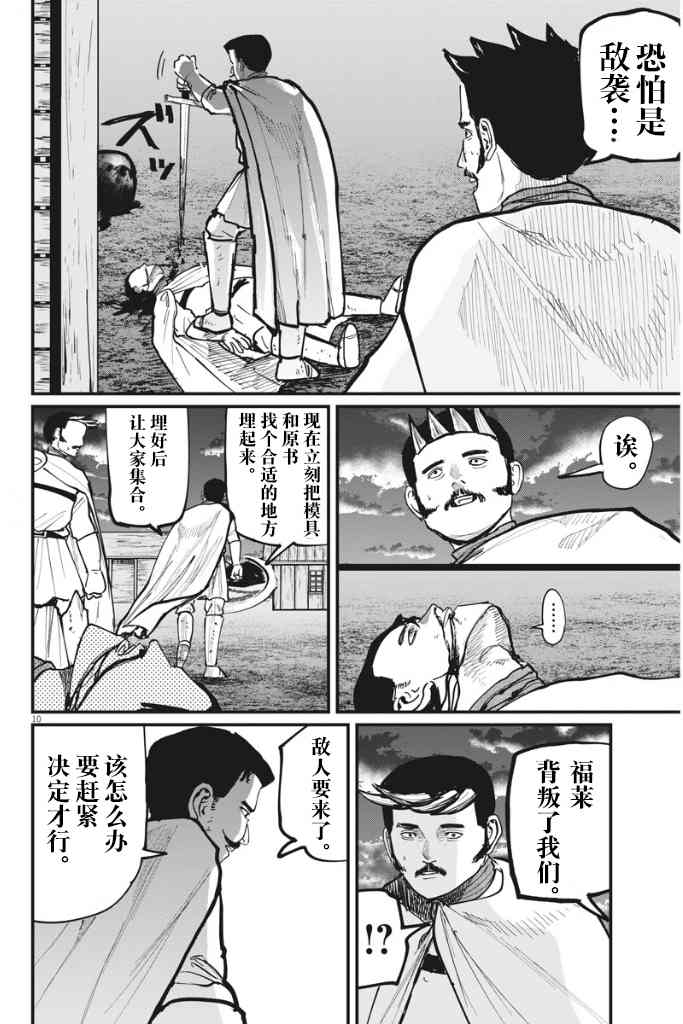 恐怕是
敌袭……
ズズ
诶。
……
现在立刻把模具
和原书
找个合适的地方
埋起来。
埋好后
让大家集合。
福莱
背叛了我们。
!?
敌人要来了。
该怎么办
要赶紧
决定才行。
10